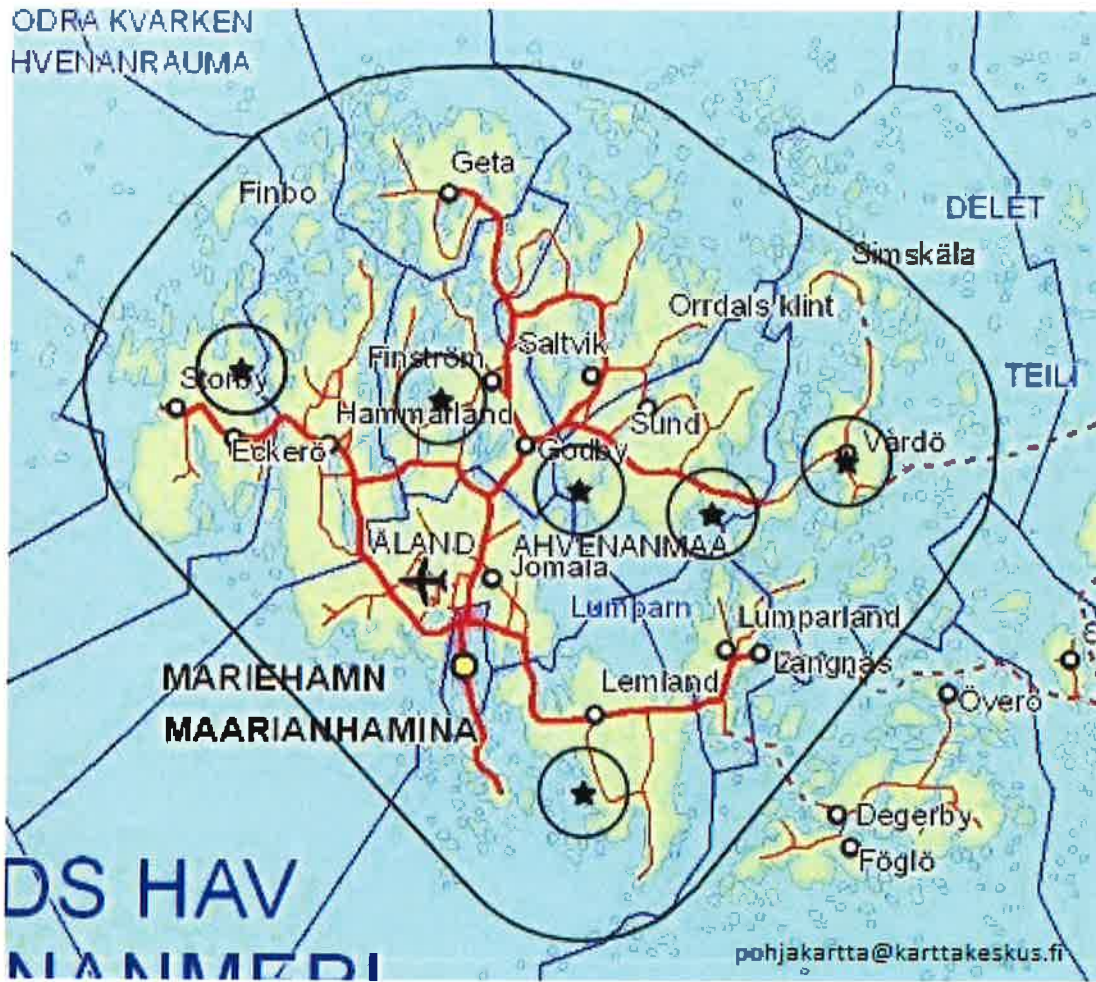 ODRA KVARKEN
HVENANRAUMA
Geta
Finbo
DELET
Simskäla
Orrdals klint
Saltvik
Finström
TEILI
Storby
Hammarland
Sund
Eckerö
Godby
Vårdö
ÅLAND
AHVENANMAA
Jomala
Lumparn
Lumparland
Långnäs
MARIEHAMN
Lemland
Överö
MAARIANHAMINA
Degerby
Föglö
DS HAV
NANMERI
pohjakartta@karttakeskus.fi